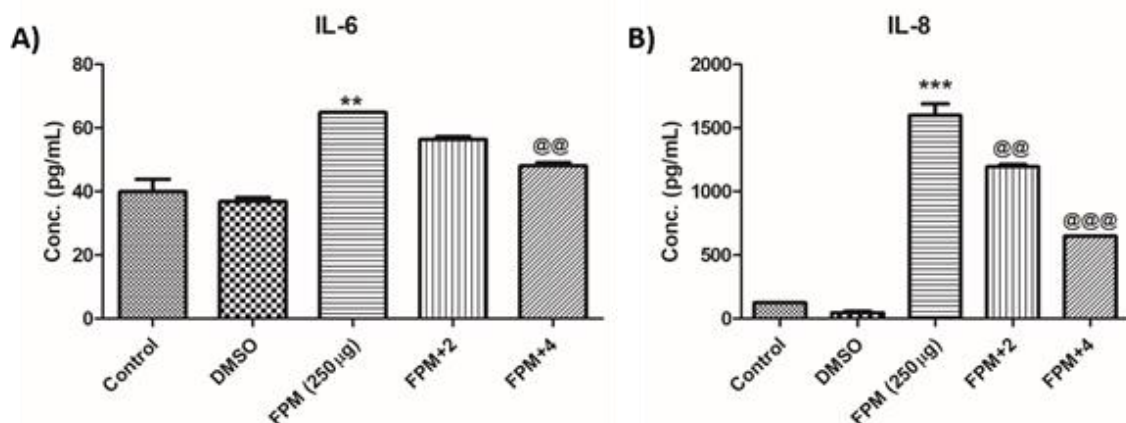 A)
IL-6
Conc. (pg/mL)
80
60
40
20
0
**
@@
Control
DMSO
FPM (250µg)
FPM+2
FPM+4
B)
IL-8
Conc. (pg/mL)
2000
1500
1000
500
0
***
@@
@@@
Control
DMSO
FPM (250µg)
FPM+2
FPM+4